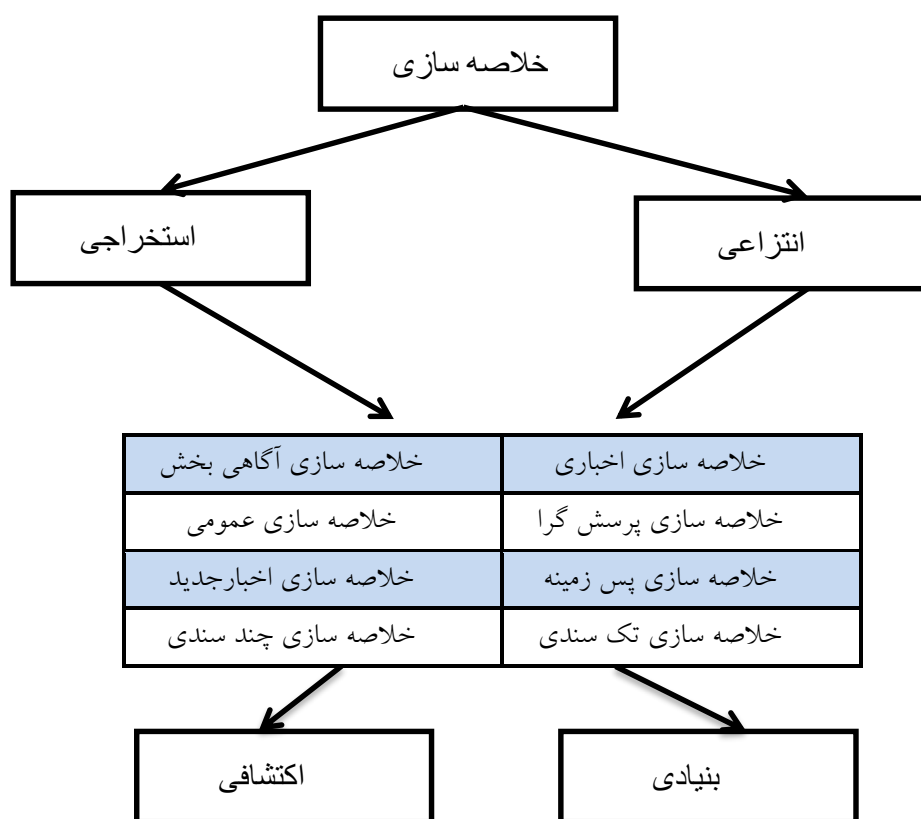 خلاصه سازی
انتزاعی
استخراجی
خلاصه سازی اخباری
خلاصه سازی آگاهی بخش
خلاصه سازی پرسش گرا
خلاصه سازی عمومی
خلاصه سازی پس زمینه
خلاصه سازی اخبارجدید
خلاصه سازی تک سندی
خلاصه سازی چند سندی
بنیادی
اکتشافی